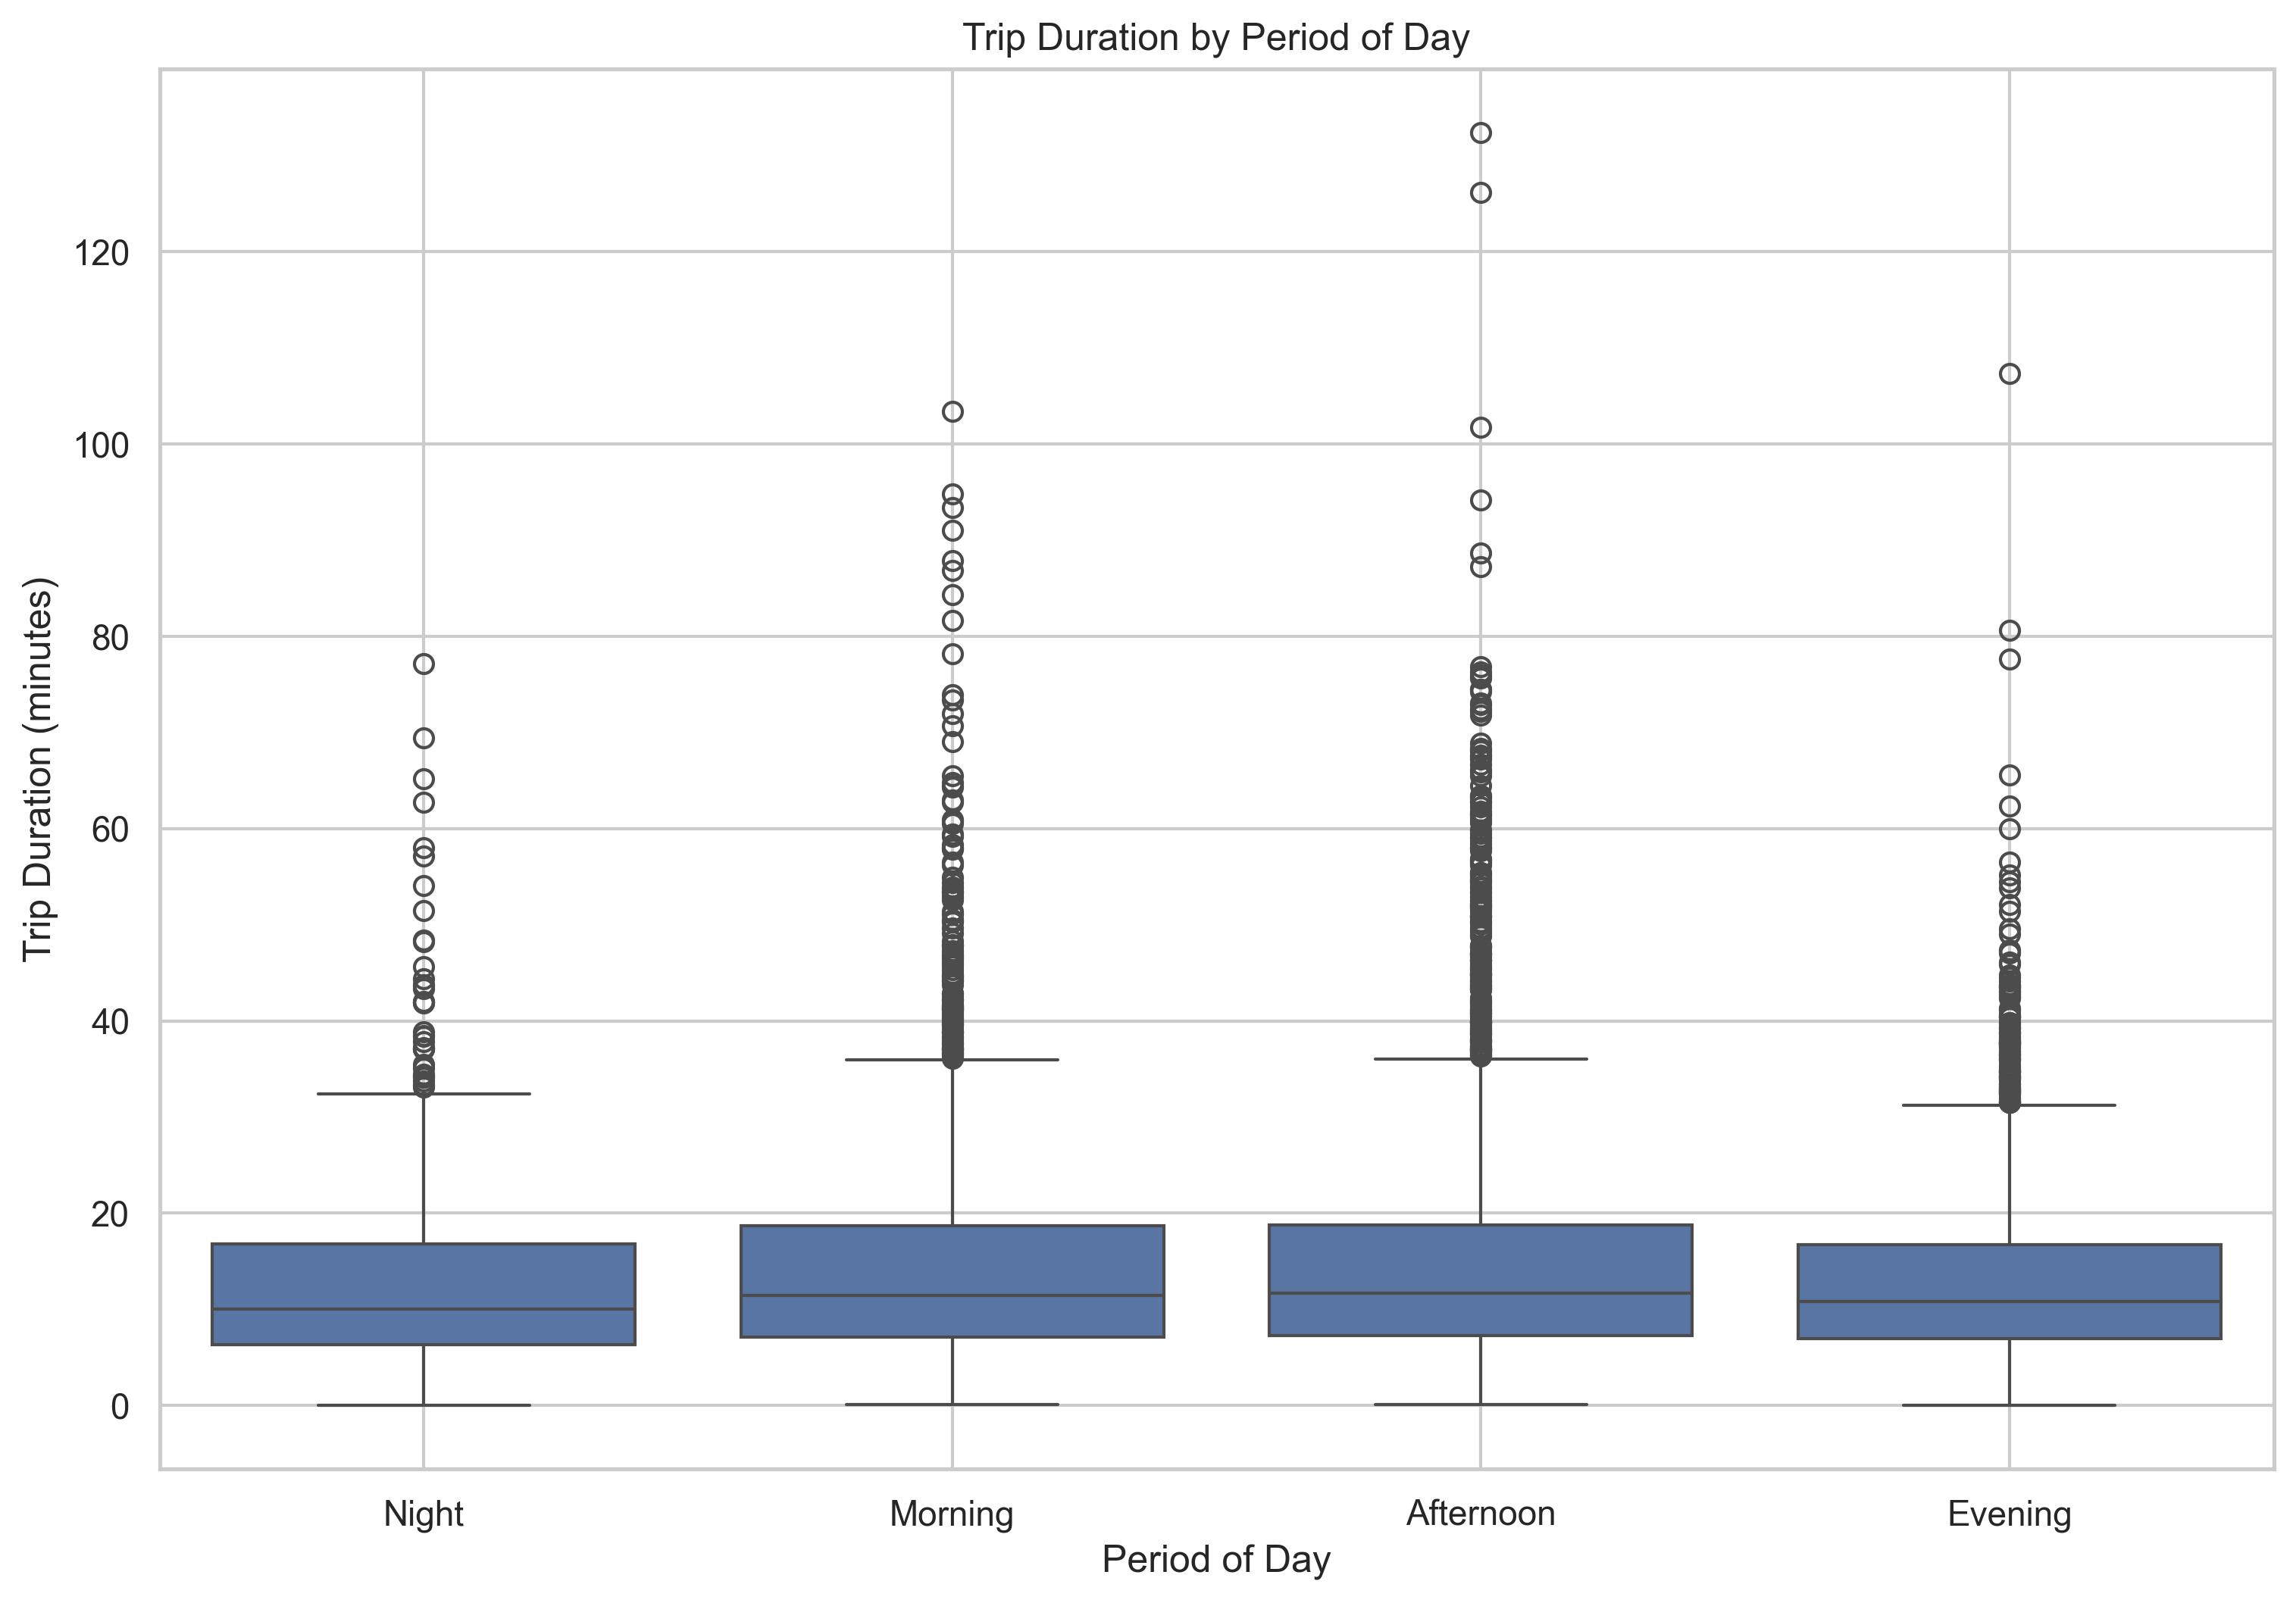 Trip Duration by Period of Day
Trip Duration (minutes)
120
100
80
60
40
20
0
Night Morning Afternoon Evening
Period of Day